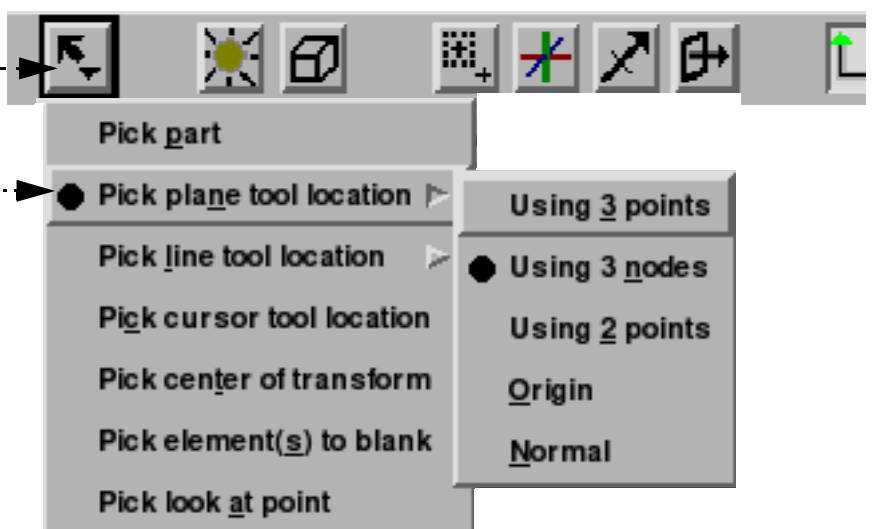 Pick part
Pick plane tool location
Pick line tool location
Pick cursor tool location
Pick center of transform
Pick element(s) to blank
Pick look at point
Using 3 points
Using 3 nodes
Using 2 points
Origin
Normal